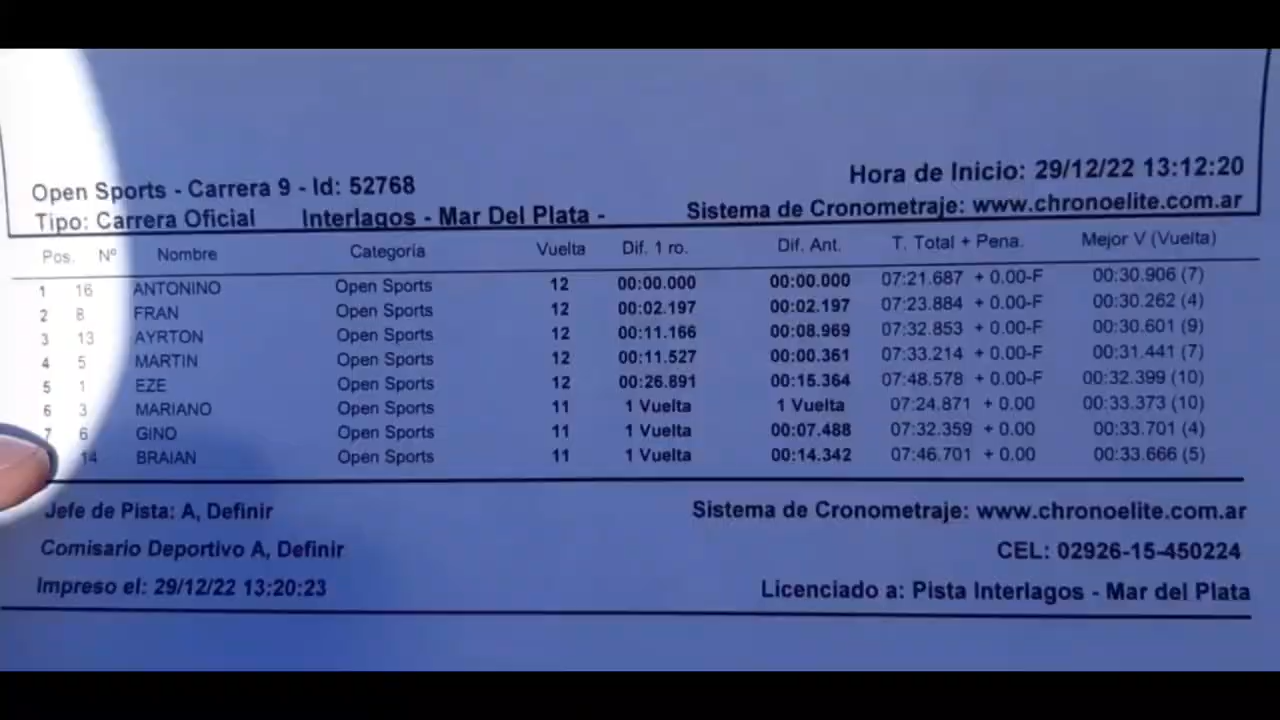 Open Sports - Carrera 9 - Id: 52768 Hora de Inicio: 29/12/22 13:12:20
Tipo: Carrera Oficial Interlagos - Mar Del Plata - Sistema de Cronometraje: www.chronoelite.com.ar
Pos. Nº Nombre Categoria Vuelta Dif. 1 ro. Dif. Ant. T. Total + Pena. Mejor V (Vuelta)
1 16 ANTONINO Open Sports 12 00:00.000 00:00.000 07:21.687 + 0.00-F 00:30.906 (7)
2 8 FRAN Open Sports 12 00:02.197 00:02.197 07:23.884 + 0.00-F 00:30.262 (4)
3 13 AYRTON Open Sports 12 00:11.166 00:08.969 07:32.853 + 0.00-F 00:30.601 (9)
4 5 MARTIN Open Sports 12 00:11.527 00:00.361 07:33.214 + 0.00-F 00:31.441 (7)
5 1 EZE Open Sports 12 00:26.891 00:15.364 07:48.578 + 0.00-F 00:32.399 (10)
6 3 MARIANO Open Sports 11 1 Vuelta 1 Vuelta 07:24.871 + 0.00 00:33.373 (10)
7 6 GINO Open Sports 11 1 Vuelta 00:07.488 07:32.359 + 0.00 00:33.701 (4)
14 BRAIAN Open Sports 11 1 Vuelta 00:14.342 07:46.701 + 0.00 00:33.666 (5)
Jefe de Pista: A, Definir Sistema de Cronometraje: www.chronoelite.com.ar
Comisario Deportivo A, Definir CEL: 02926-15-450224
Impreso el: 29/12/22 13:20:23 Licenciado a: Pista Interlagos - Mar del Plata